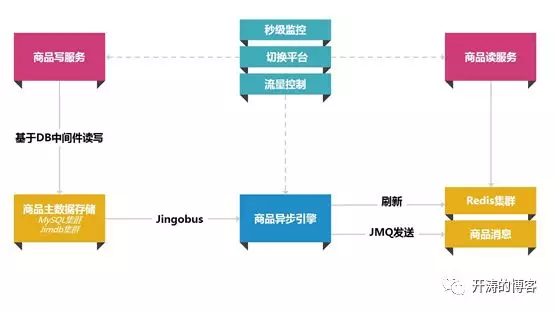 秒级监控
商品写服务
切换平台
商品读服务
流量控制
基于DB中间件读写
商品主数据存储
MySQL集群
Jimdb集群
Jingobus
商品异步引擎
刷新
Redis集群
JMQ发送
商品消息
开涛的博客